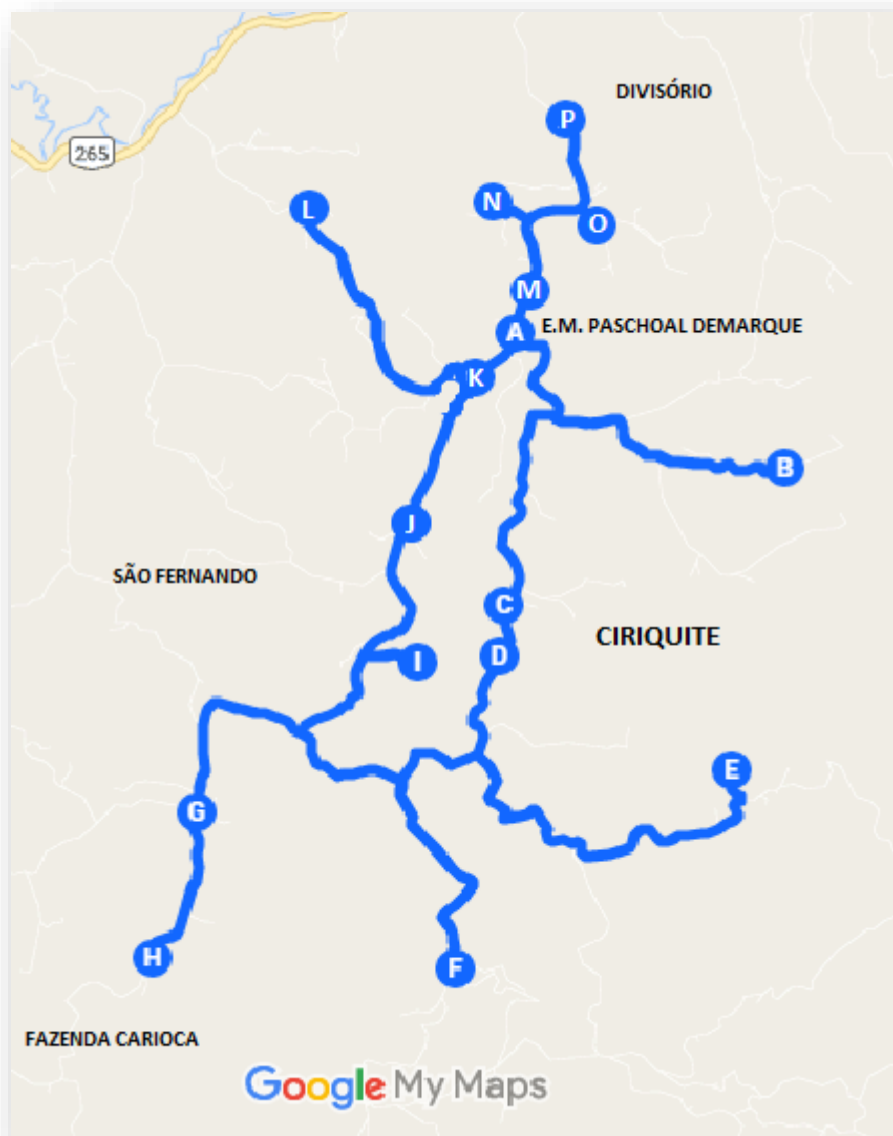 DIVISÓRIO
P
265
N
L
O
M
A
E.M. PASCHOAL DEMARQUE
K
B
J
SÃO FERNANDO
C
CIRIQUITE
D
I
E
G
H
F
FAZENDA CARIOCA
Google My Maps